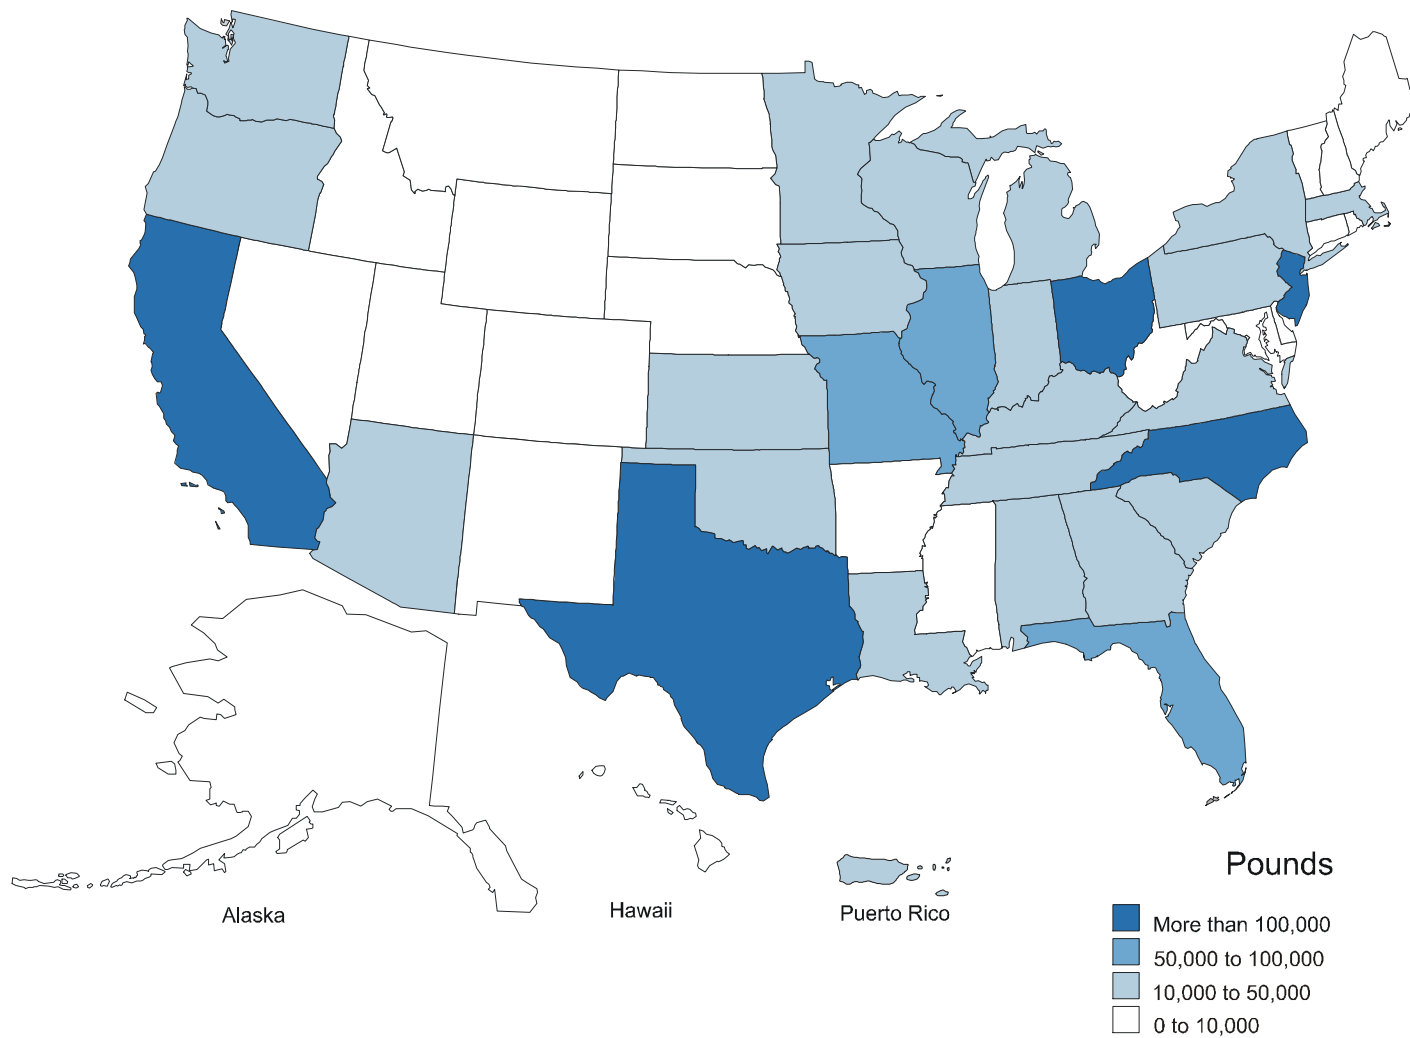 Alaska
Hawaii
Puerto Rico
Pounds
More than 100,000
50,000 to 100,000
10,000 to 50,000
0 to 10,000